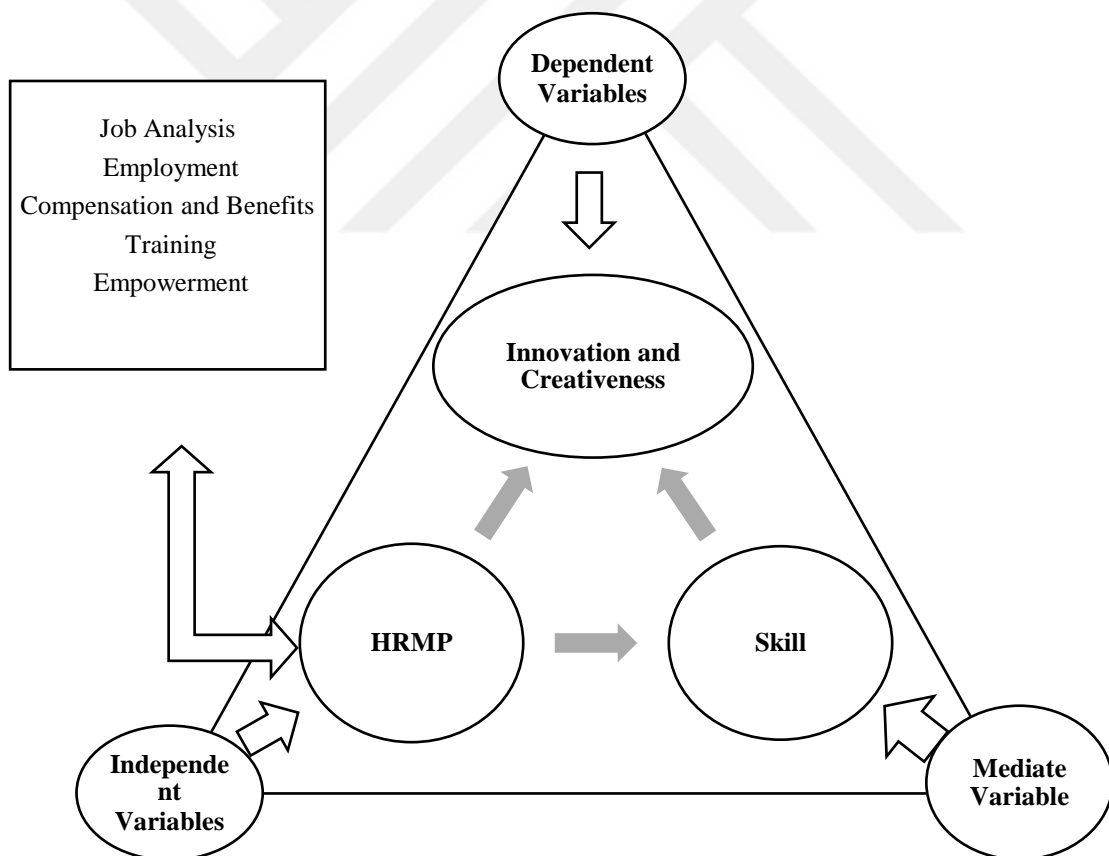 Dependent
Variables
Job Analysis
Employment
Compensation and Benefits
Training
Empowerment
Innovation and
Creativeness
HRMP
Skill
Independe
nt
Variables
Mediate
Variable